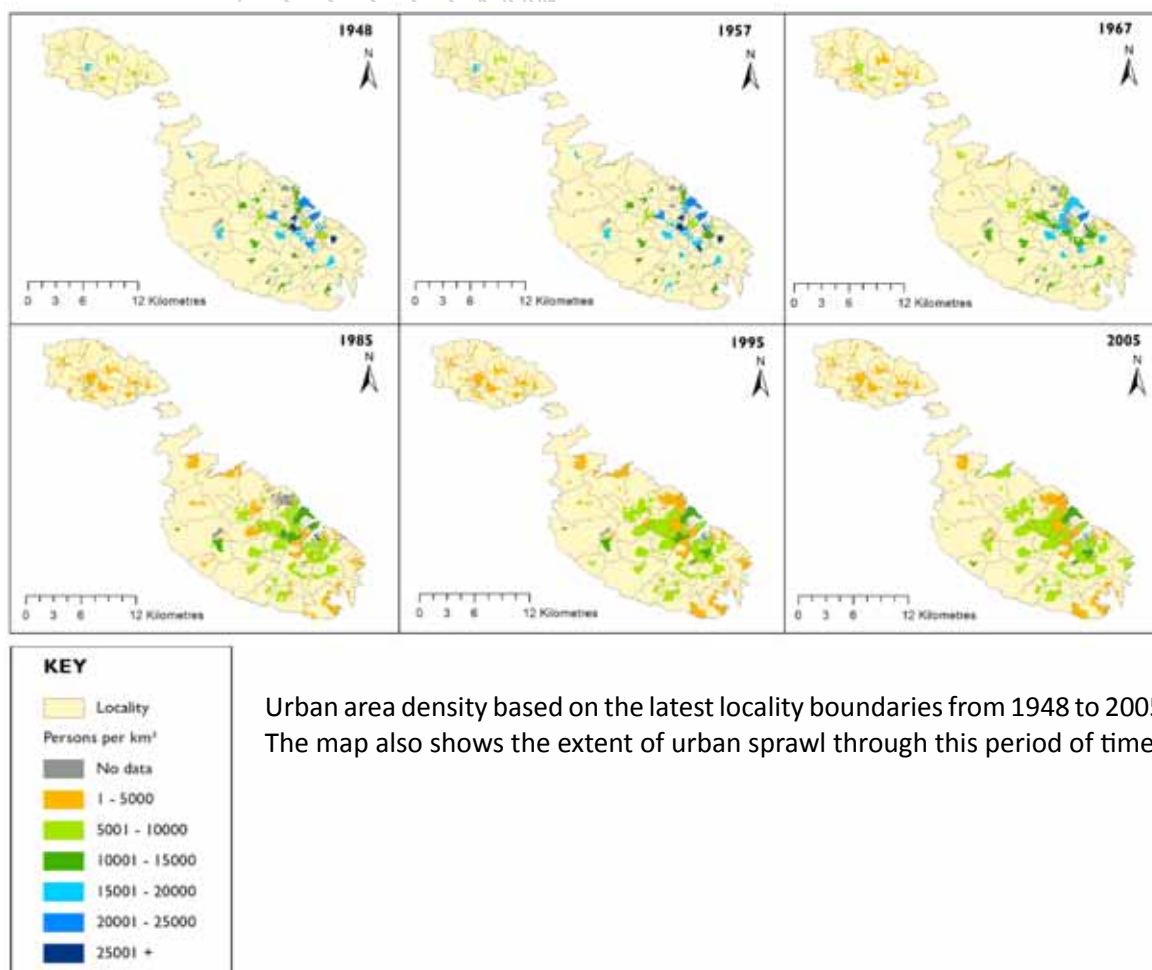 1948
N
0 3 6 12 Kilometres
1957
N
0 3 6 12 Kilometres
1967
N
0 3 6 12 Kilometres
1985
N
0 3 6 12 Kilometres
1995
N
0 3 6 12 Kilometres
2005
N
0 3 6 12 Kilometres
KEY
Locality
Persons per km²
No data
1 - 5000
5001 - 10000
10001 - 15000
15001 - 20000
20001 - 25000
25001 +
Urban area density based on the latest locality boundaries from 1948 to 2005
The map also shows the extent of urban sprawl through this period of time